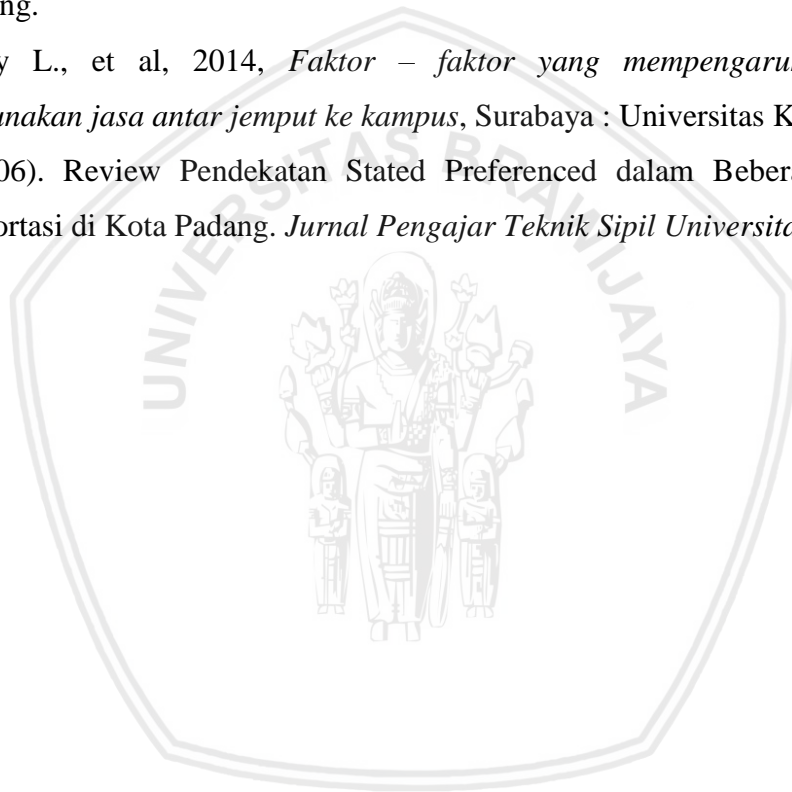 ng.
y L., et al, 2014, Faktor – faktor yang mempengaru
unakan jasa antar jemput ke kampus, Surabaya : Universitas K
06). Review Pendekatan Stated Preferenced dalam Beber
ortasi di Kota Padang. Jurnal Pengajar Teknik Sipil Universita
UNIVERSITAS BRAWIJAYA